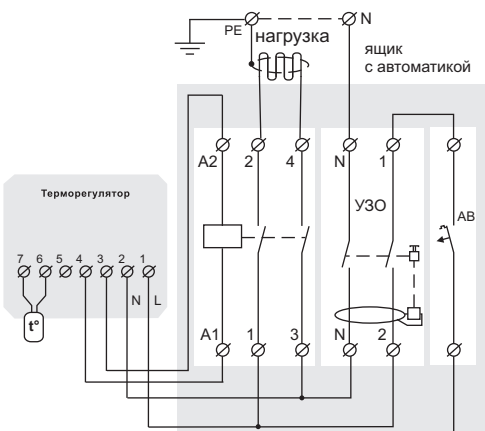 PE
N
нагрузка
ящик
с автоматикой
A2
2
4
N
1
УЗО
АВ
Терморегулятор
7 6 5 4 3 2 1
N L
t°
A1
1
3
N
2